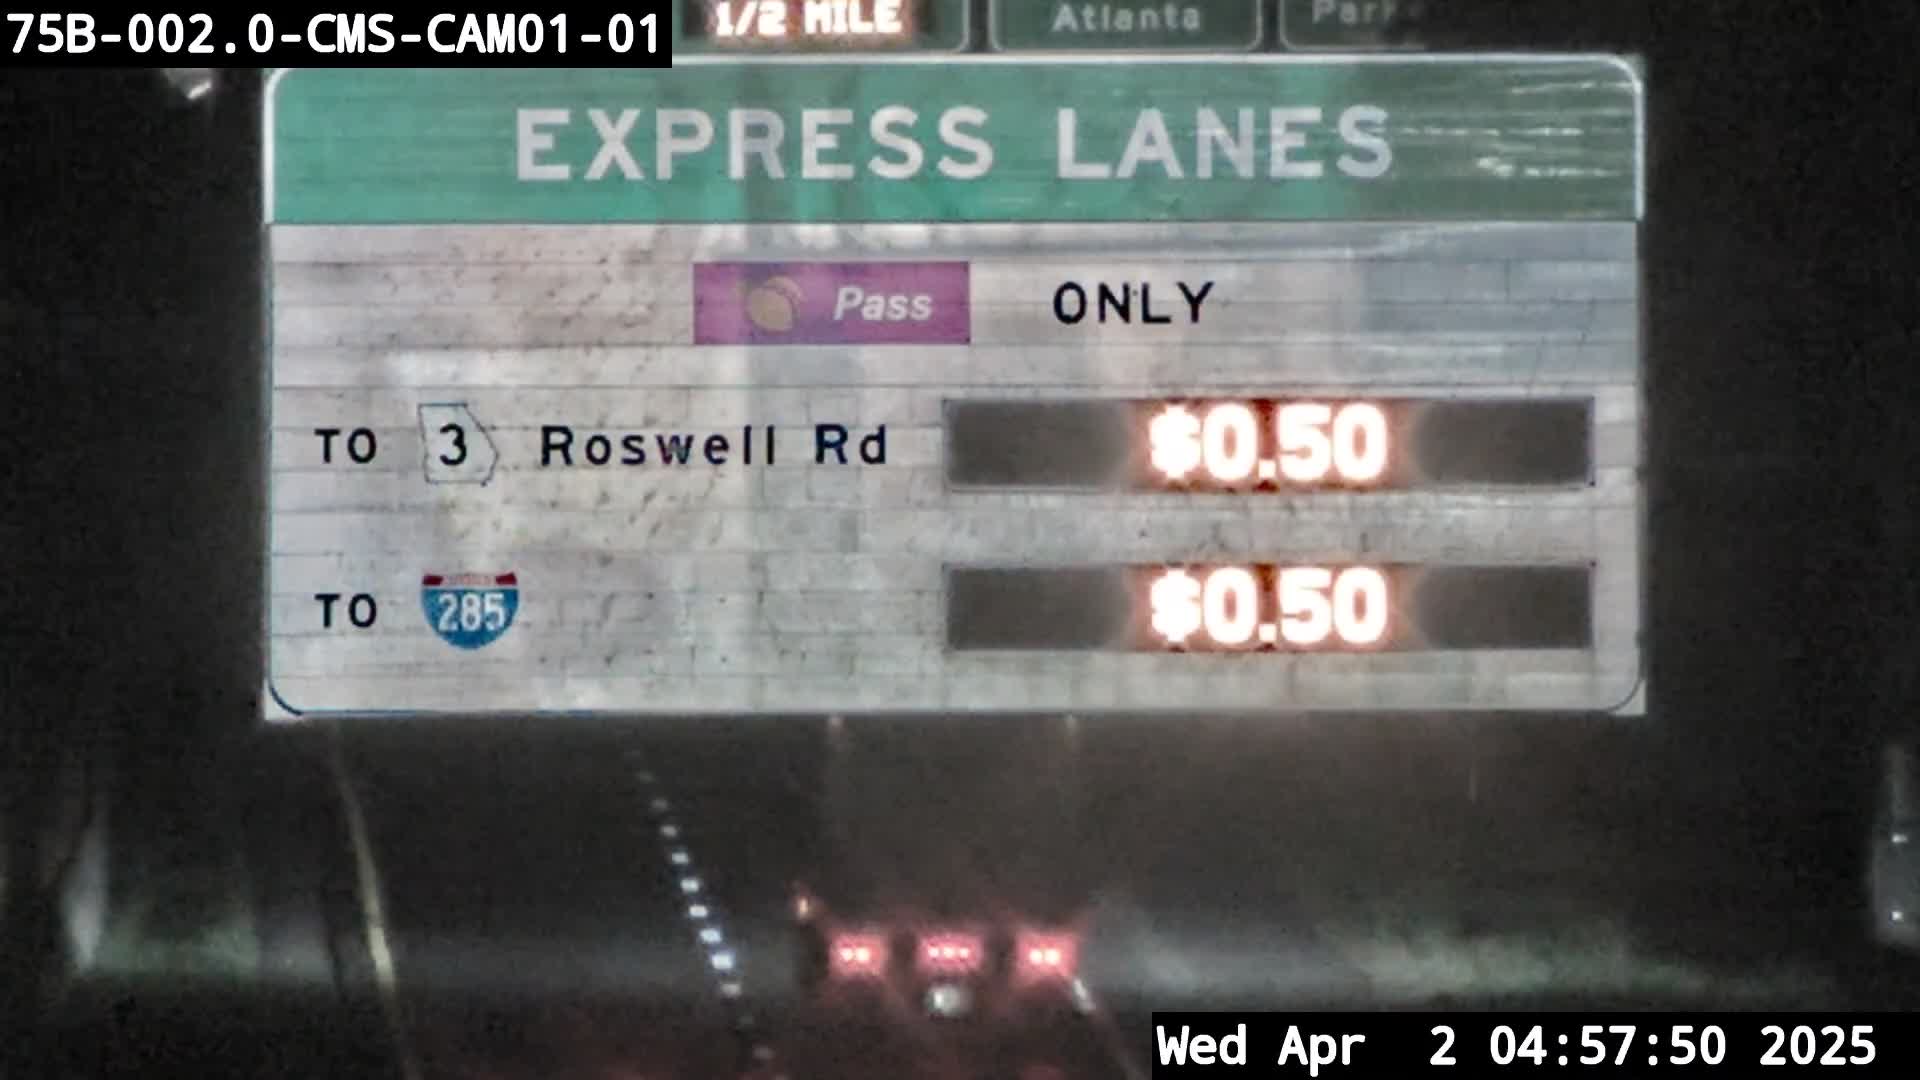 75B-002.0-CMS-CAM01-01
1/2 MILE
Atlanta
EXPRESS LANES
Pass ONLY
TO 3 Roswell Rd $0.50
TO 285 $0.50
Wed Apr 2 04:57:50 2025